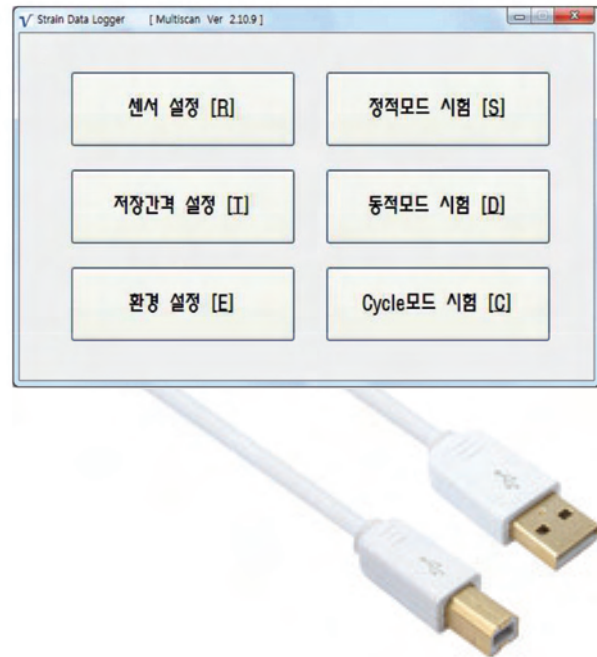 Strain Data Logger [ Multiscan Ver 2.10.9 ]
센서 설정 [R]
정적모드 시험 [S]
저장간격 설정 [T]
동적모드 시험 [D]
환경 설정 [E]
Cycle모드 시험 [C]